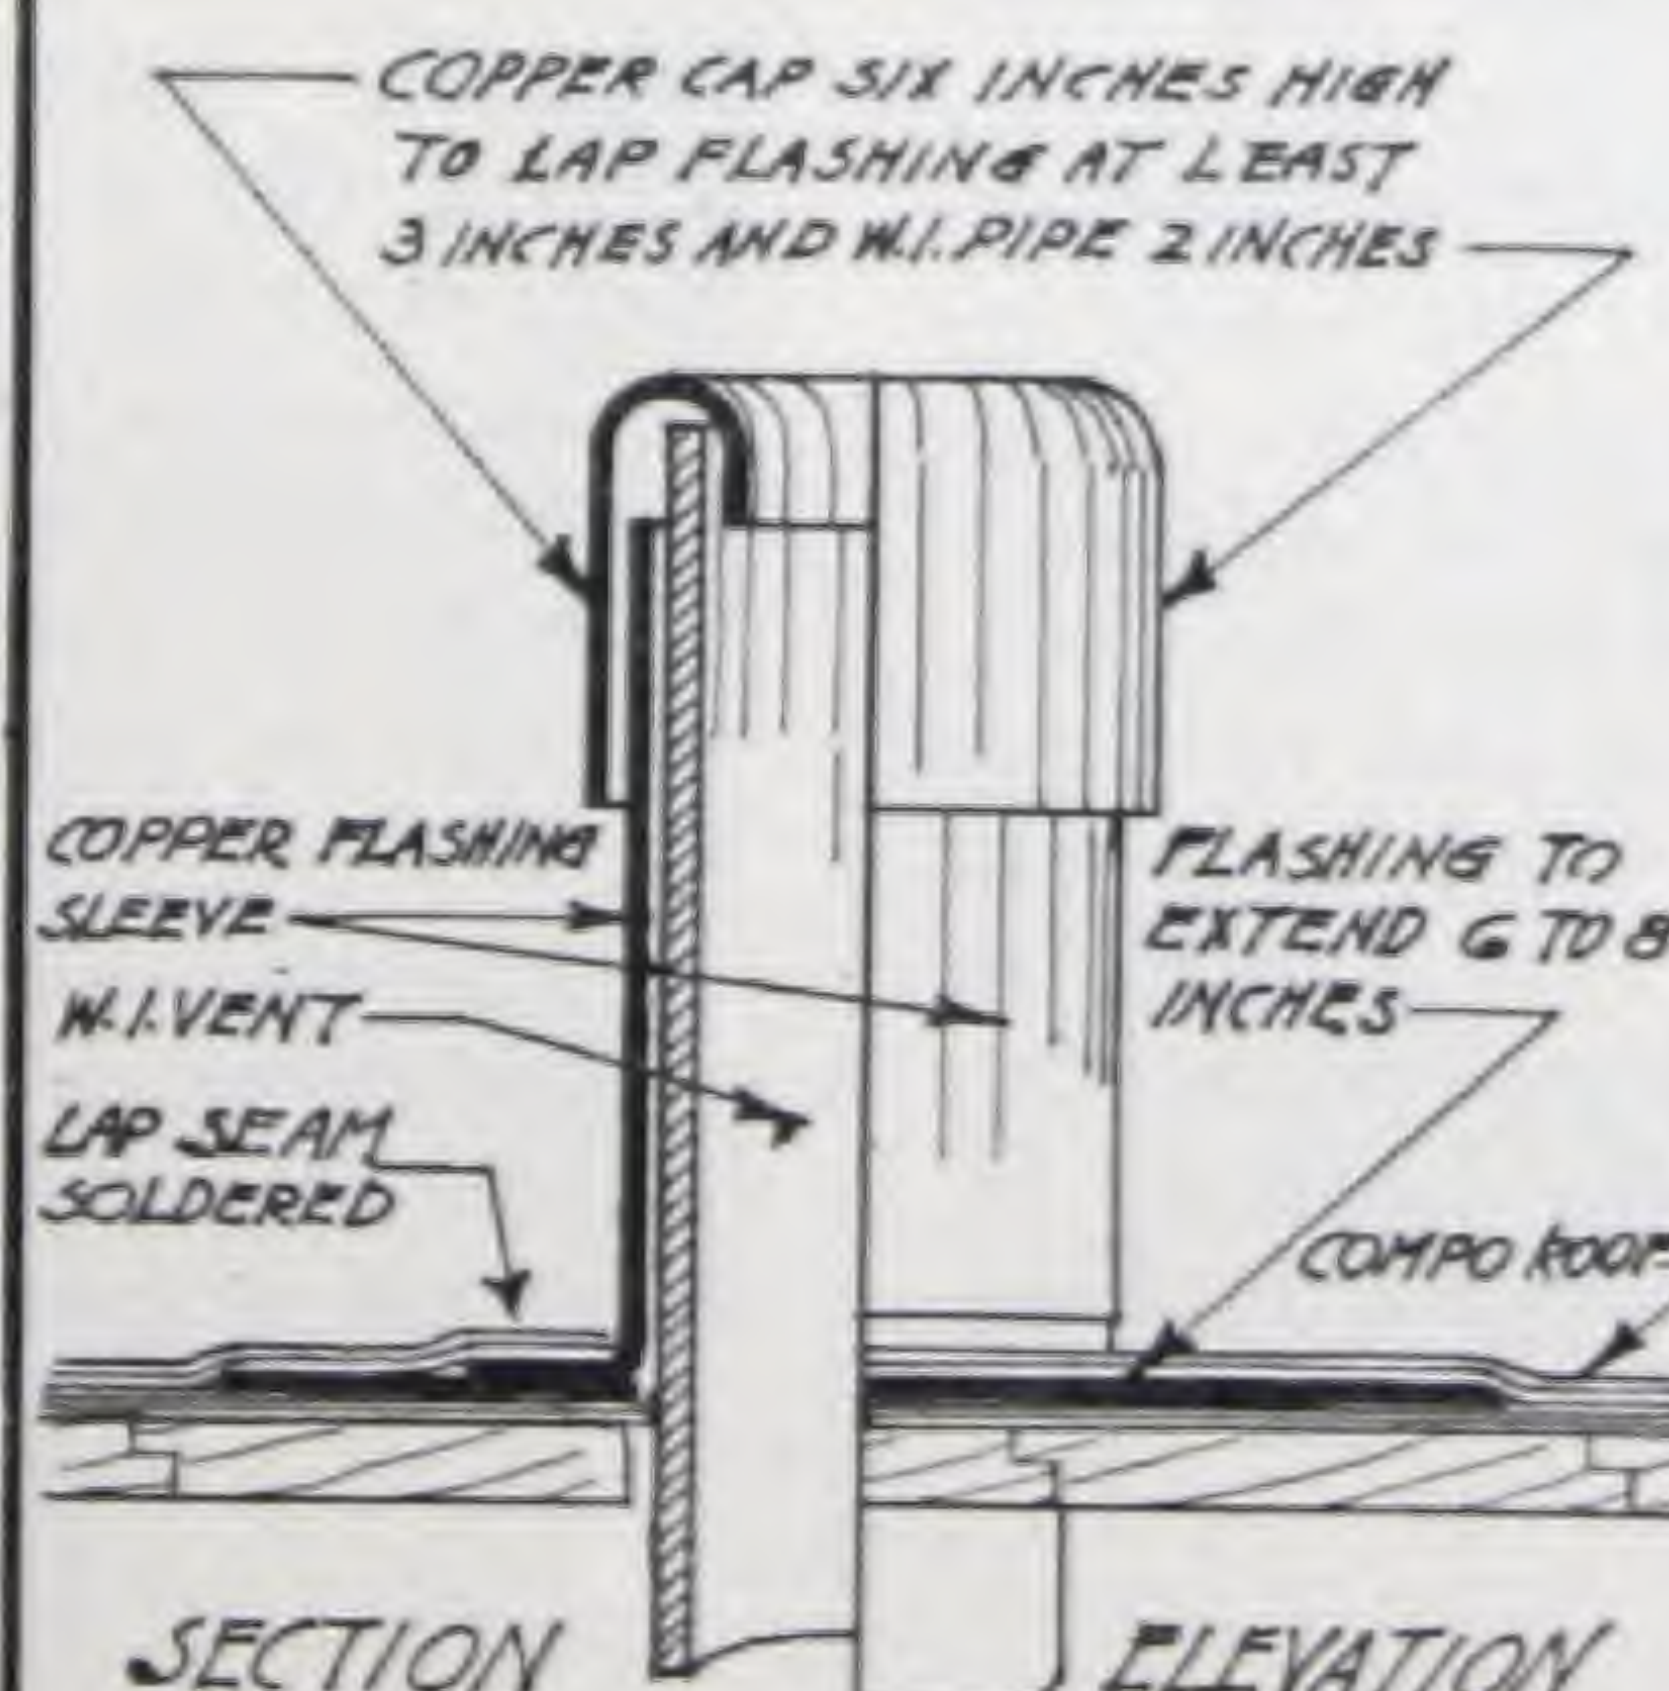 COPPER CAP SIX INCHES HIGH
TO LAP FLASHING AT LEAST
3 INCHES AND W.I. PIPE 2 INCHES
COPPER FLASHING
SLEEVE
W.I. VENT
LAP SEAM
SOLDERED
FLASHING TO
EXTEND 6 TO 8
INCHES
COMPO ROOF
SECTION
ELEVATION